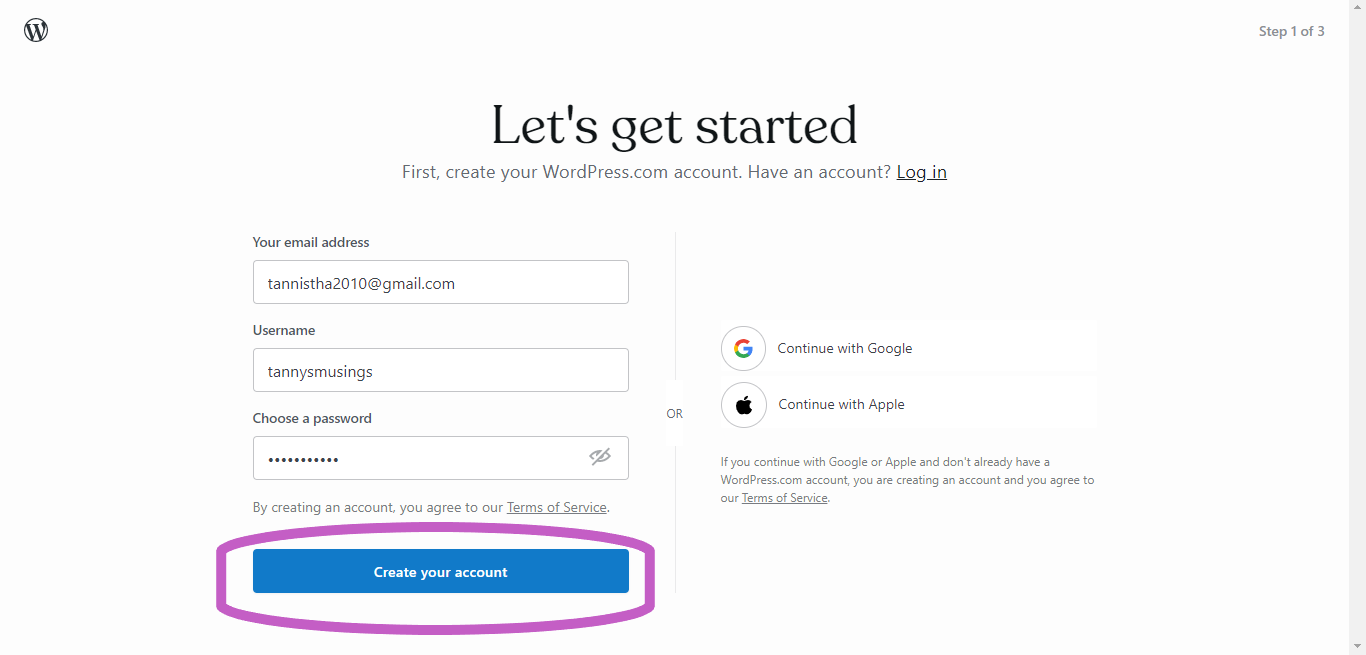 Step 1 of 3
Let's get started
First, create your WordPress.com account. Have an account? Log in
Your email address
tannistha2010@gmail.com
Username
tannysmusings
Choose a password
•••••••••••
By creating an account, you agree to our Terms of Service.
Create your account
OR
Continue with Google
Continue with Apple
If you continue with Google or Apple and don't already have a
WordPress.com account, you are creating an account and you agree to
our Terms of Service.